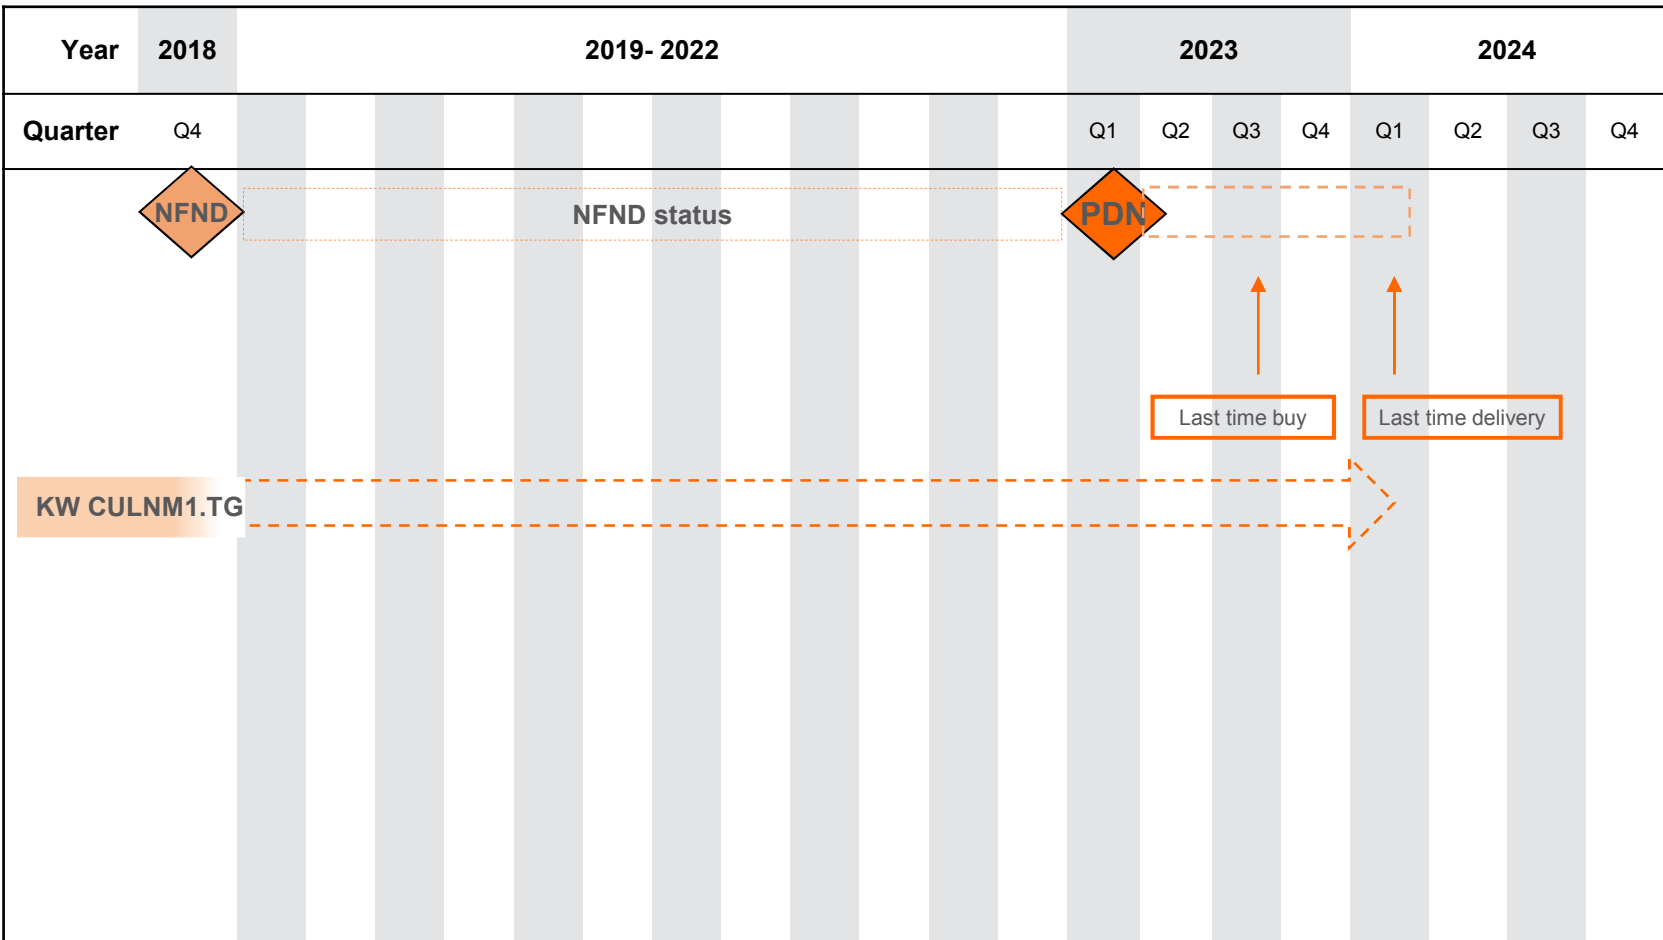 Year 2018 2019- 2022 2023 2024
Quarter Q4 Q1 Q2 Q3 Q4 Q1 Q2 Q3 Q4
NFND NFND status PDN
Last time buy Last time delivery
KW CULNM1.TG